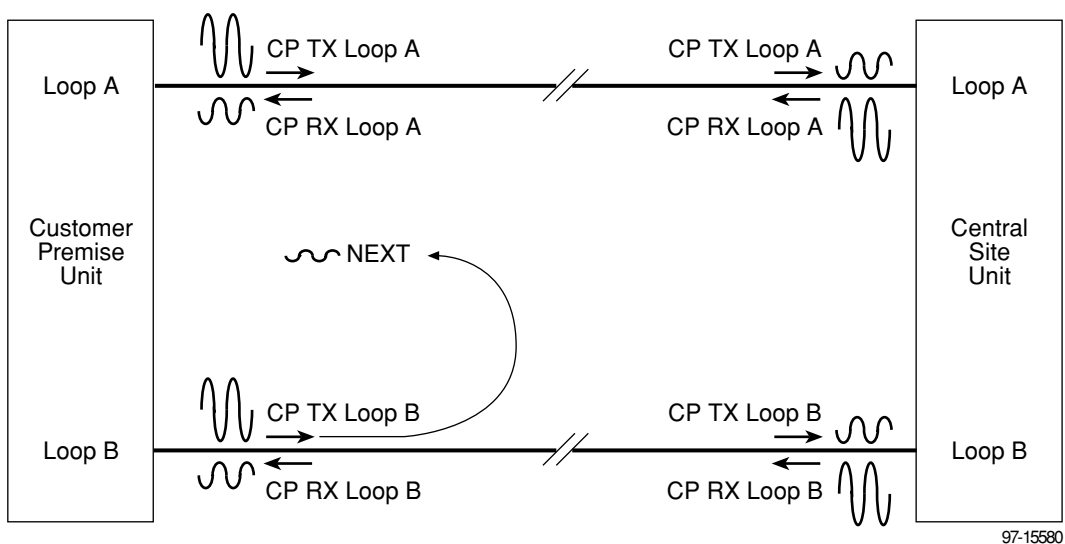 CP TX Loop A
CP TX Loop A
Loop A
Loop A
CP RX Loop A
CP RX Loop A
Customer
Premise
Unit
NEXT
Central
Site
Unit
CP TX Loop B
CP TX Loop B
Loop B
Loop B
CP RX Loop B
CP RX Loop B
97-15580